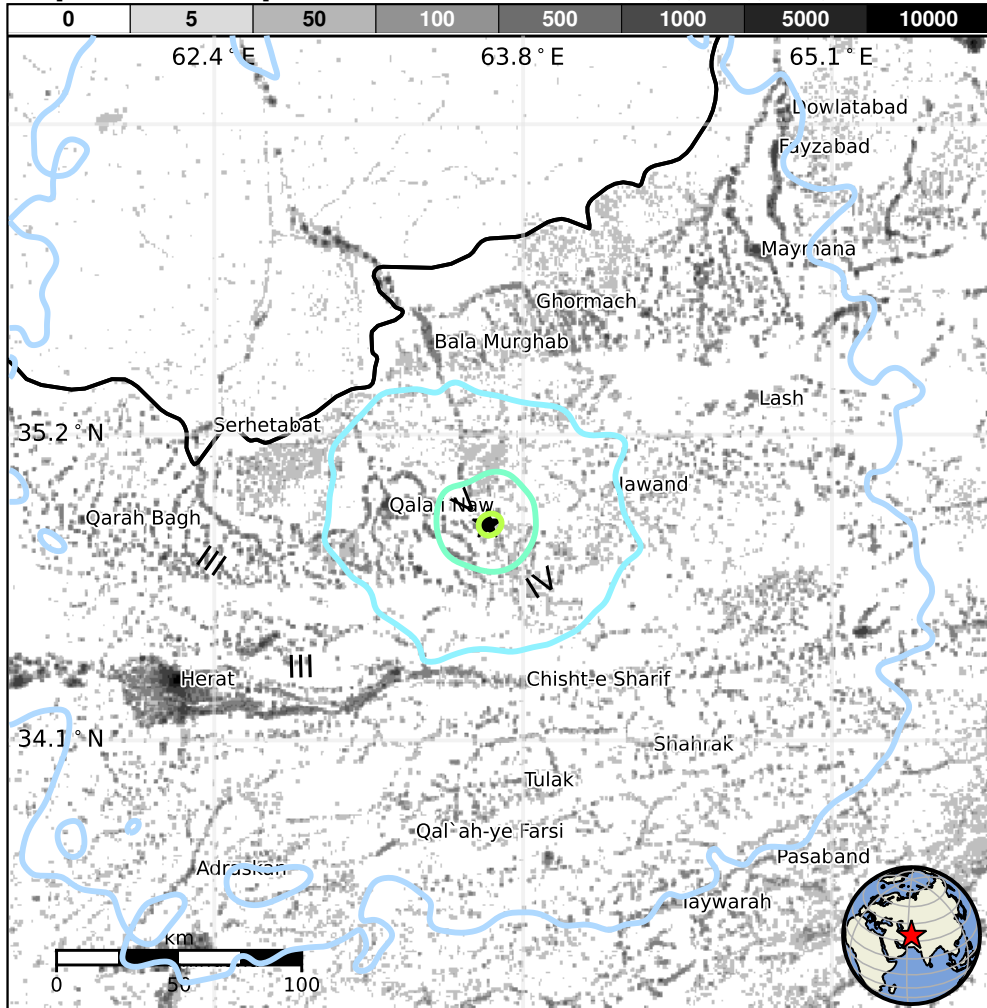 0 5 50 100 500 1000 5000 10000
62.4°E 63.8°E 65.1°E
Dowlatabad
Fayzabad
Maymana
Ghormach
Bala Murghab
Lash
Serhetabat
35.2°N
Jawand
Qarah Bagh
V
III
IV
III
Herat
Chisht-e Sharif
34.1°N
Shahrak
Tulak
Qal`ah-ye Farsi
Pasaband
Adraskan
km
0 50 100